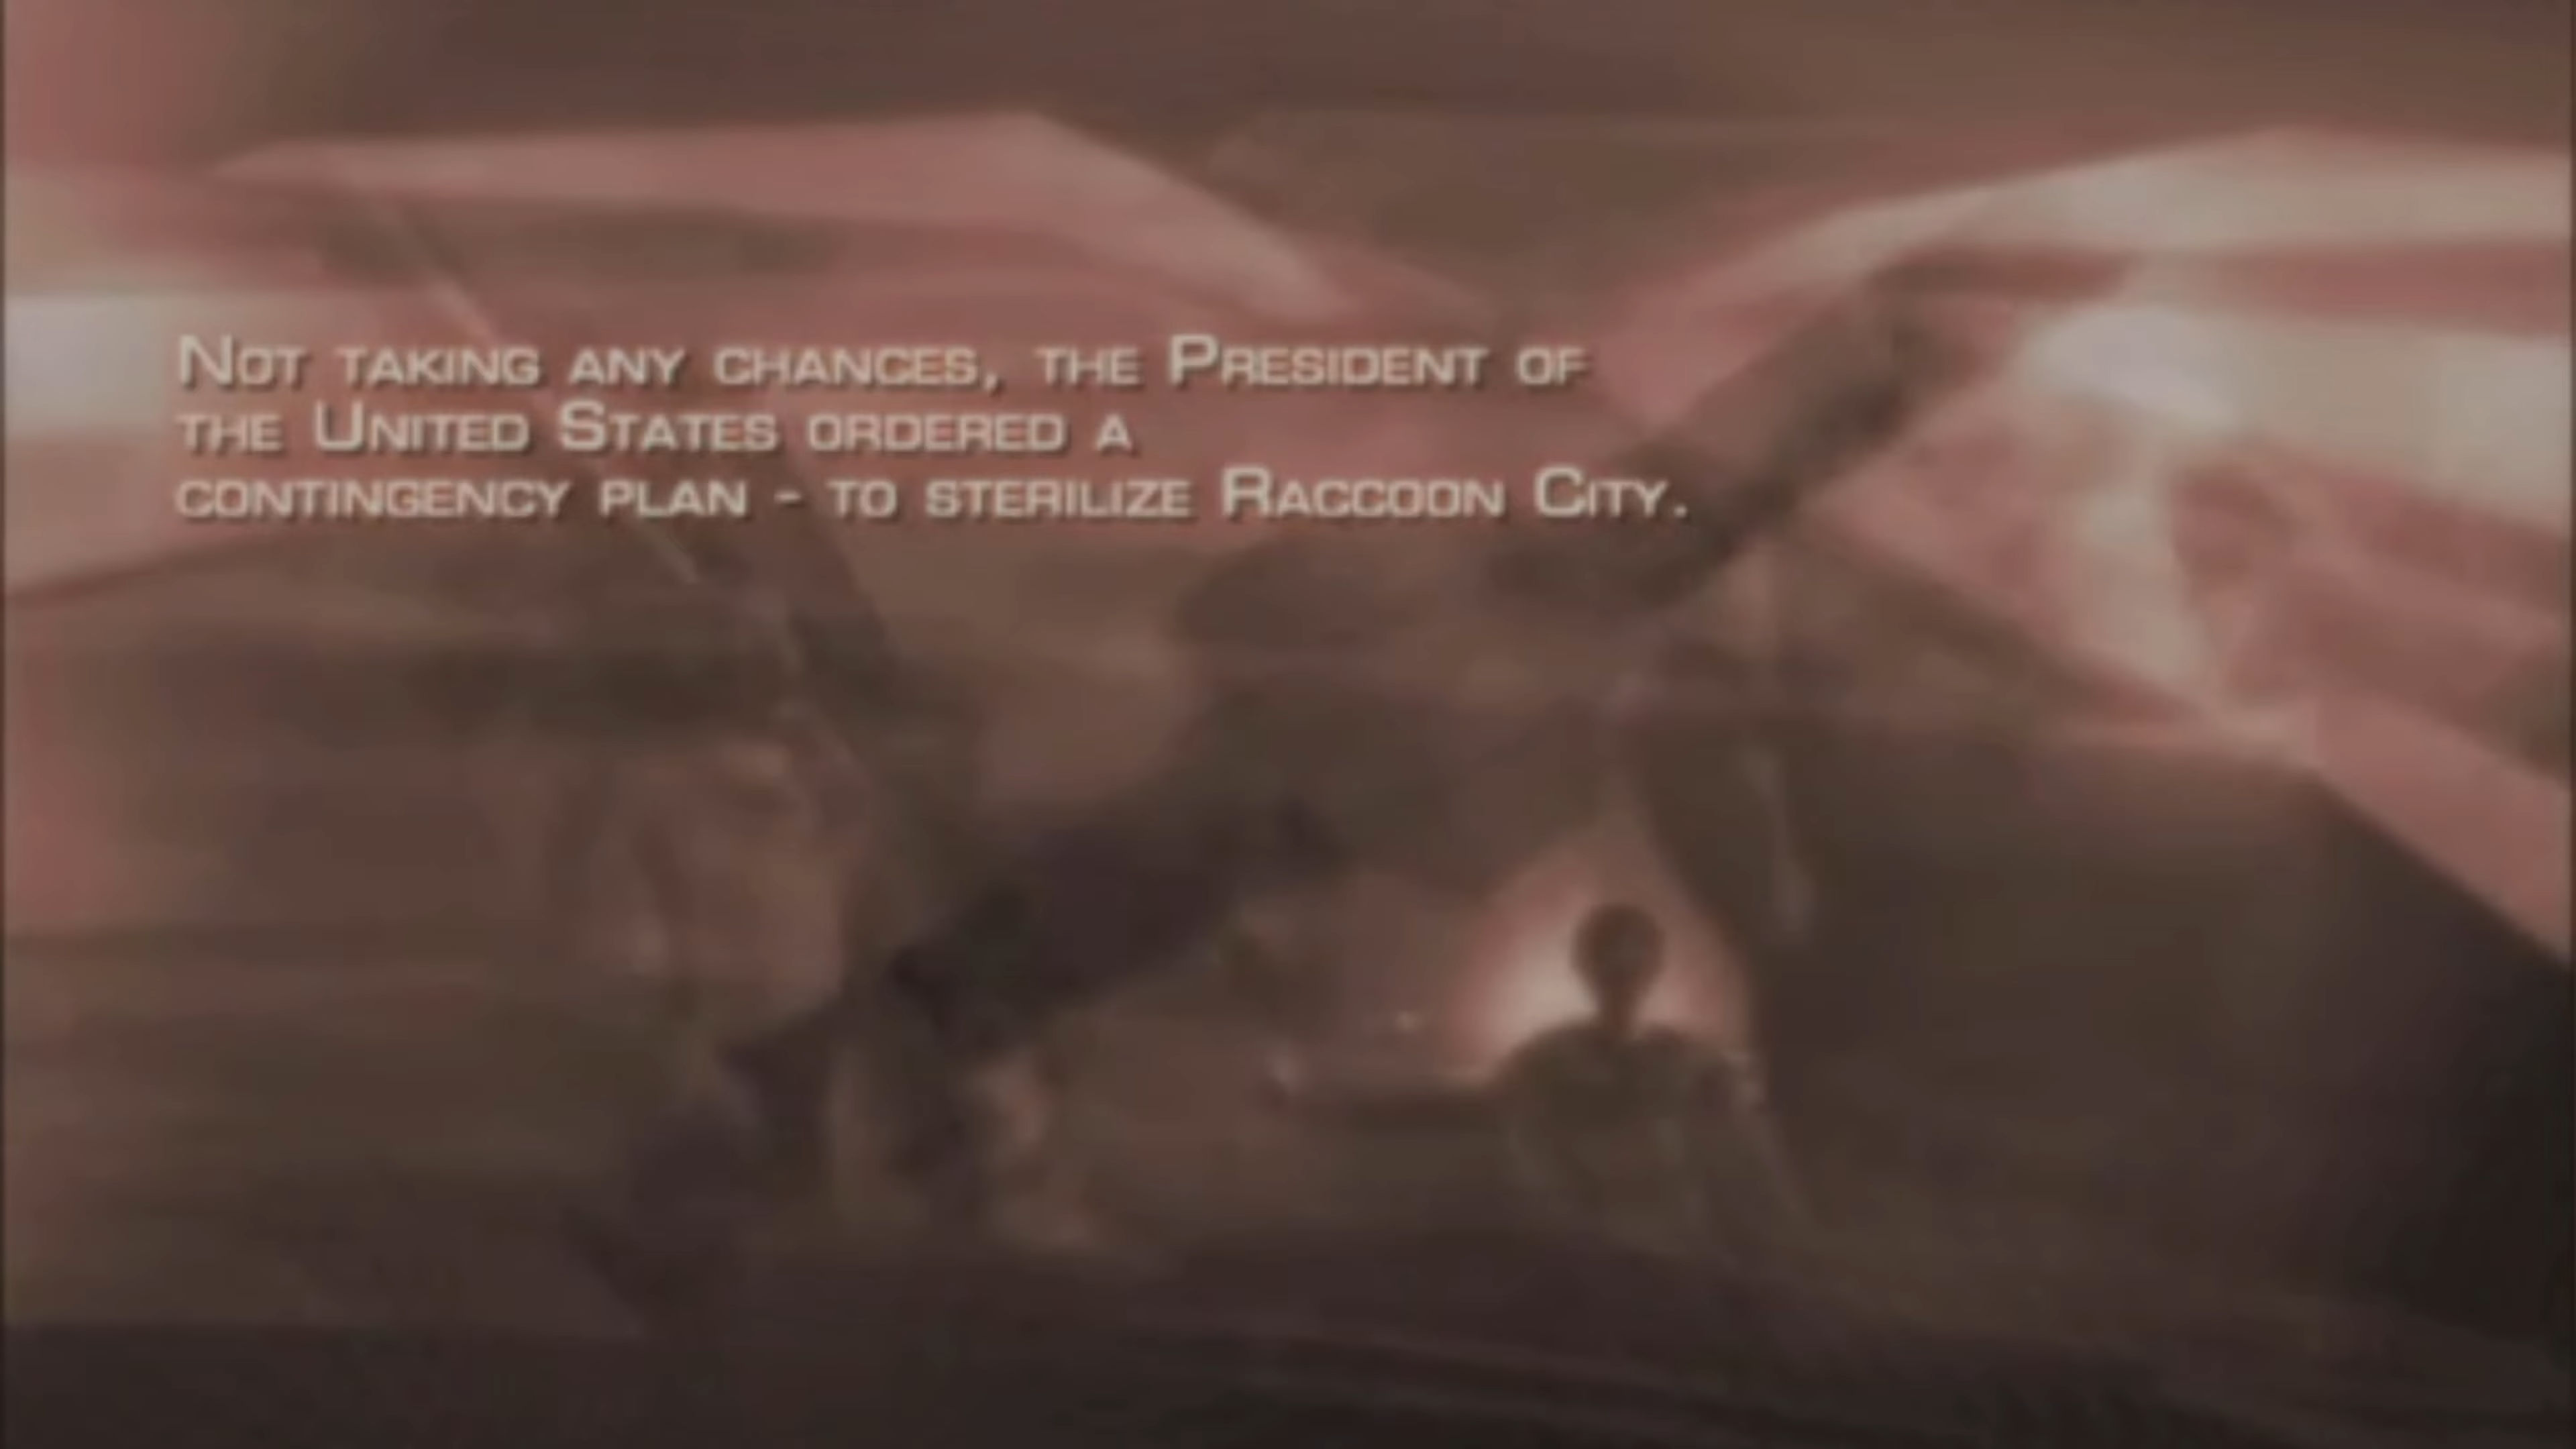 Not taking any chances, the President of
the United States ordered a
contingency plan - to sterilize Raccoon City.